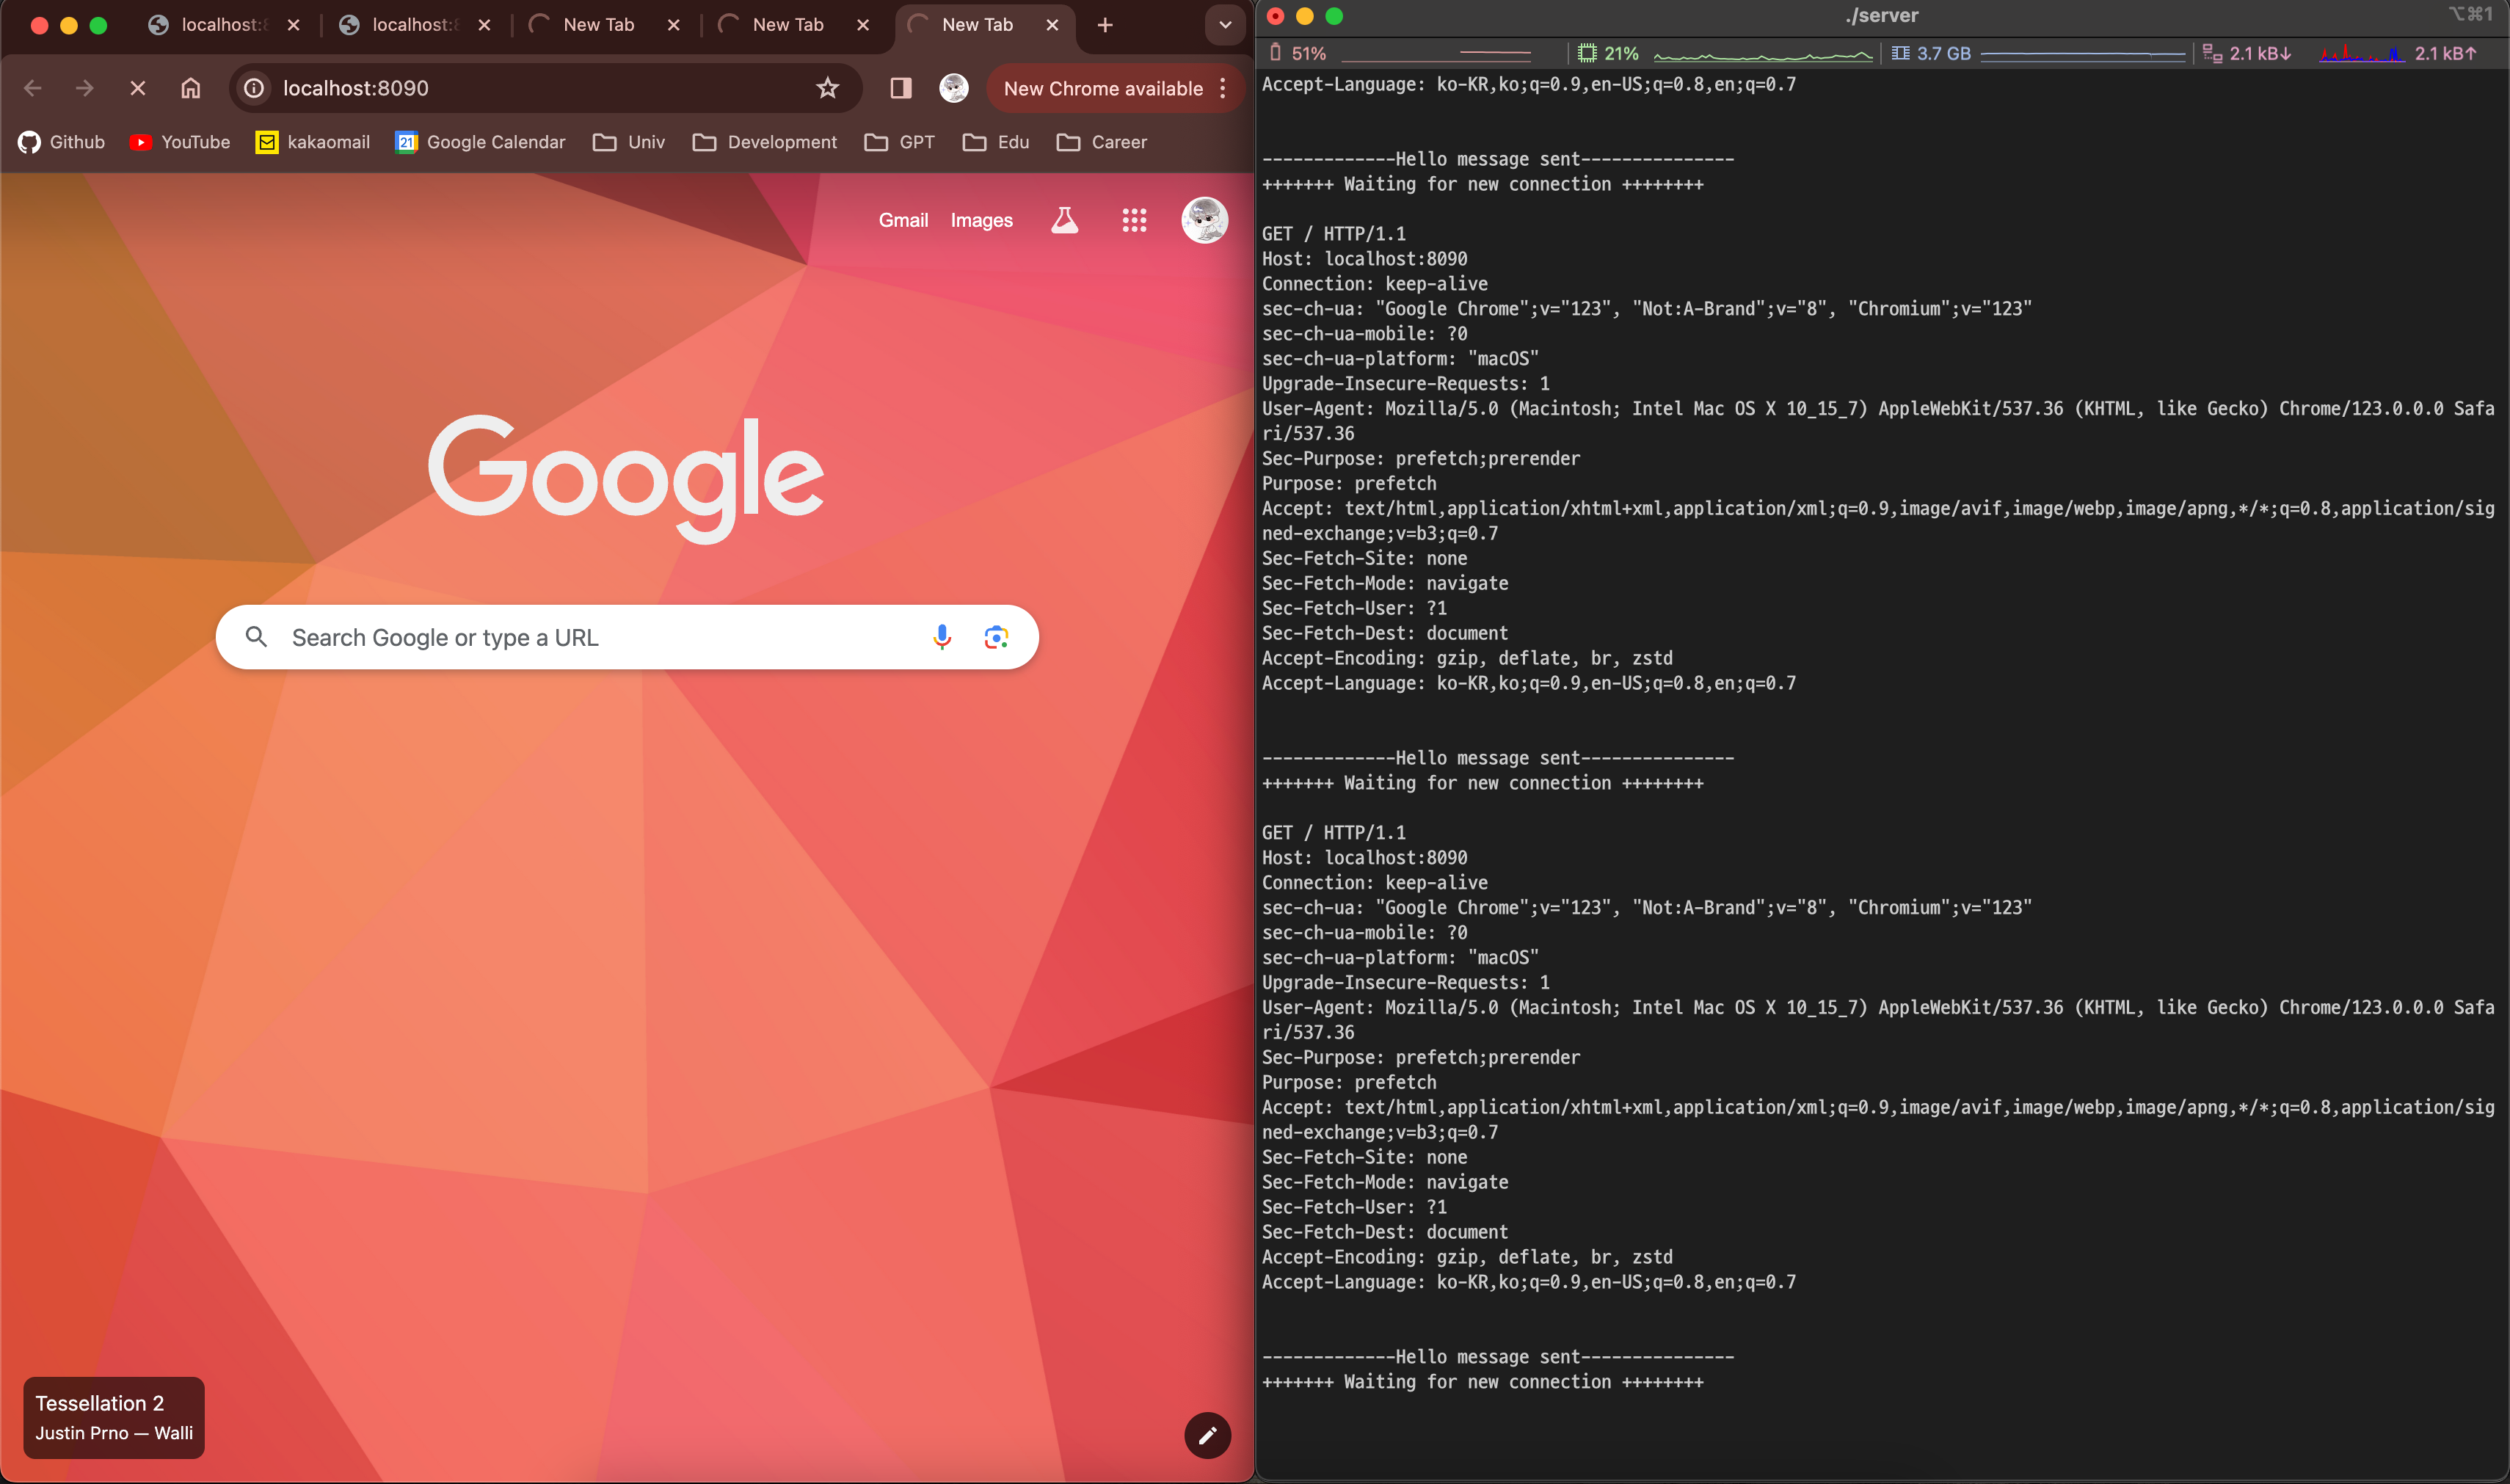 localhost:8
localhost:8
New Tab
New Tab
New Tab
localhost:8090
New Chrome available
Github
YouTube
kakaomail
21
Google Calendar
Univ
Development
GPT
Edu
Career
Gmail
Images
Google
Search Google or type a URL
Tessellation 2
Justin Prno — Walli
./server
⌥⌘1
51%
21%
3.7 GB
2.1 kB↓
2.1 kB↑
Accept-Language: ko-KR,ko;q=0.9,en-US;q=0.8,en;q=0.7
-------------Hello message sent---------------
+++++++ Waiting for new connection ++++++++
GET / HTTP/1.1
Host: localhost:8090
Connection: keep-alive
sec-ch-ua: "Google Chrome";v="123", "Not:A-Brand";v="8", "Chromium";v="123"
sec-ch-ua-mobile: ?0
sec-ch-ua-platform: "macOS"
Upgrade-Insecure-Requests: 1
User-Agent: Mozilla/5.0 (Macintosh; Intel Mac OS X 10_15_7) AppleWebKit/537.36 (KHTML, like Gecko) Chrome/123.0.0.0 Safa
ri/537.36
Sec-Purpose: prefetch;prerender
Purpose: prefetch
Accept: text/html,application/xhtml+xml,application/xml;q=0.9,image/avif,image/webp,image/apng,*/*;q=0.8,application/sig
ned-exchange;v=b3;q=0.7
Sec-Fetch-Site: none
Sec-Fetch-Mode: navigate
Sec-Fetch-User: ?1
Sec-Fetch-Dest: document
Accept-Encoding: gzip, deflate, br, zstd
Accept-Language: ko-KR,ko;q=0.9,en-US;q=0.8,en;q=0.7
-------------Hello message sent---------------
+++++++ Waiting for new connection ++++++++
GET / HTTP/1.1
Host: localhost:8090
Connection: keep-alive
sec-ch-ua: "Google Chrome";v="123", "Not:A-Brand";v="8", "Chromium";v="123"
sec-ch-ua-mobile: ?0
sec-ch-ua-platform: "macOS"
Upgrade-Insecure-Requests: 1
User-Agent: Mozilla/5.0 (Macintosh; Intel Mac OS X 10_15_7) AppleWebKit/537.36 (KHTML, like Gecko) Chrome/123.0.0.0 Safa
ri/537.36
Sec-Purpose: prefetch;prerender
Purpose: prefetch
Accept: text/html,application/xhtml+xml,application/xml;q=0.9,image/avif,image/webp,image/apng,*/*;q=0.8,application/sig
ned-exchange;v=b3;q=0.7
Sec-Fetch-Site: none
Sec-Fetch-Mode: navigate
Sec-Fetch-User: ?1
Sec-Fetch-Dest: document
Accept-Encoding: gzip, deflate, br, zstd
Accept-Language: ko-KR,ko;q=0.9,en-US;q=0.8,en;q=0.7
-------------Hello message sent---------------
+++++++ Waiting for new connection ++++++++